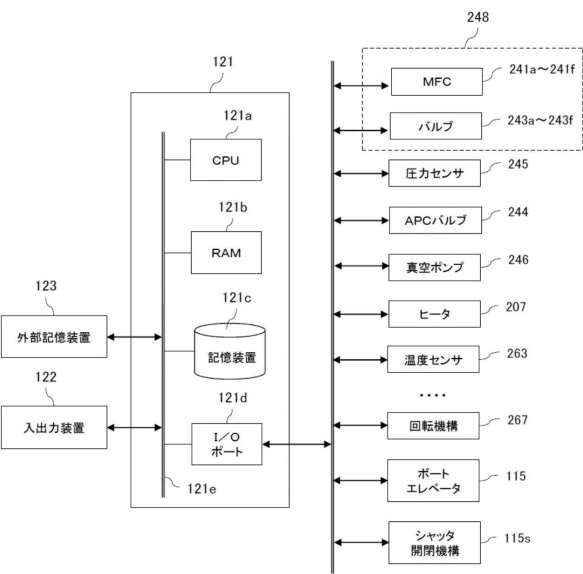 248
121
MFC
241a～241f
121a
CPU
バルブ
243a～243f
圧力センサ
245
121b
RAM
APCバルブ
244
真空ポンプ
246
123
外部記憶装置
121c
記憶装置
ヒータ
207
温度センサ
263
････
122
入出力装置
121d
I／O
ポート
回転機構
267
121e
ボート
エレベータ
115
シャッタ
開閉機構
115s